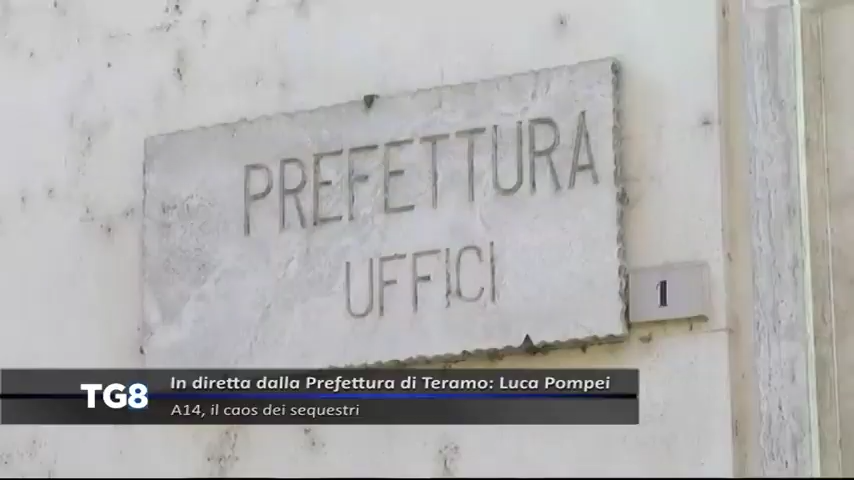 PREFETTURA
UFFICI
1
TG8
In diretta dalla Prefettura di Teramo: Luca Pompei
A14, il caos dei sequestri